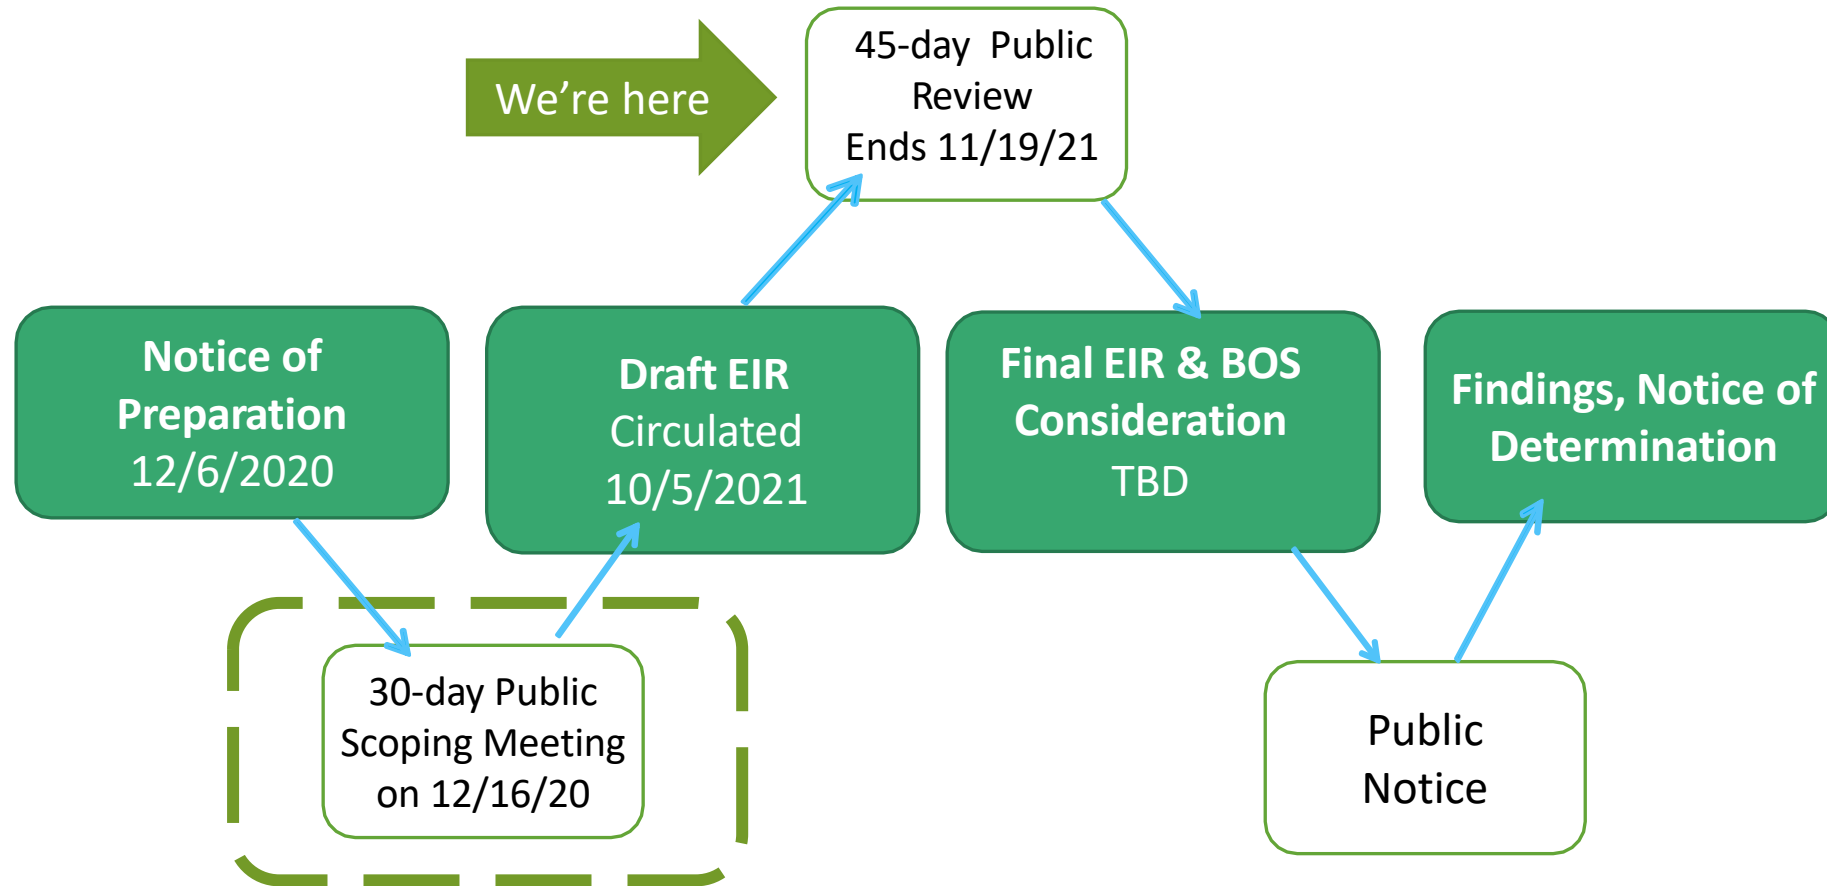 We’re here
45-day  Public
Review
Ends 11/19/21
Notice of
Preparation
12/6/2020
Draft EIR
Circulated
10/5/2021
Final EIR & BOS
Consideration
TBD
Findings, Notice of
Determination
30-day Public
Scoping Meeting
on 12/16/20
Public
Notice